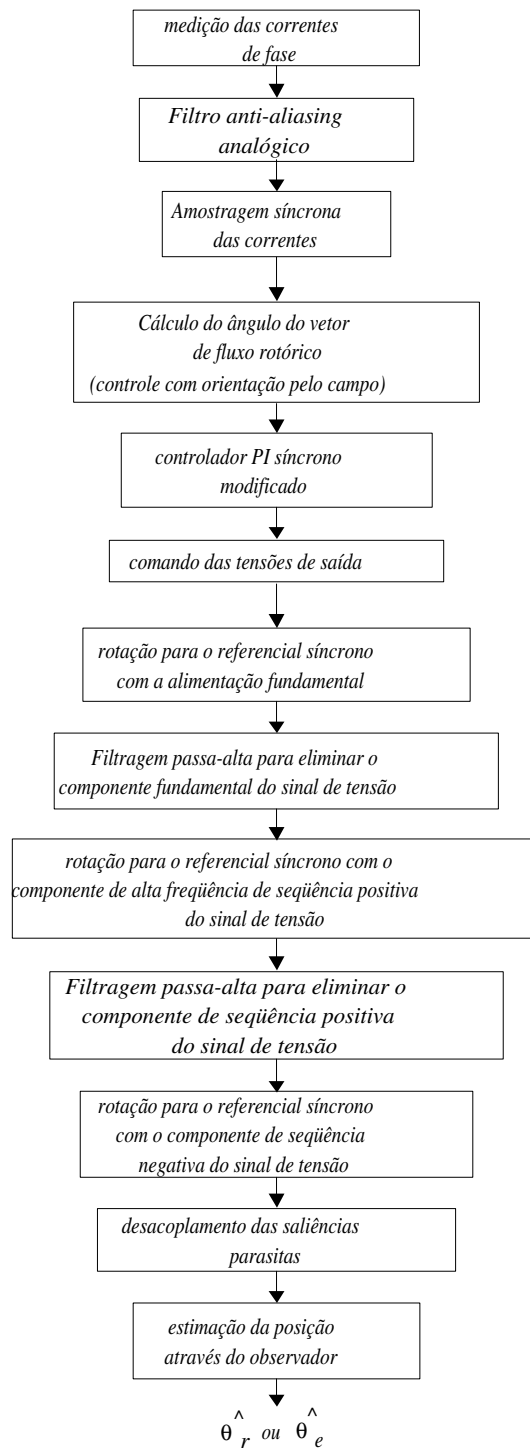 medição das correntes
de fase
Filtro anti-aliasing
analógico
Amostragem síncrona
das correntes
Cálculo do ângulo do vetor
de fluxo rotórico
(controle com orientação pelo campo)
controlador PI síncrono
modificado
comando das tensões de saída
rotação para o referencial síncrono
com a alimentação fundamental
Filtragem passa-alta para eliminar o
componente fundamental do sinal de tensão
rotação para o referencial síncrono com o
componente de alta freqüência de seqüência positiva
do sinal de tensão
Filtragem passa-alta para eliminar o
componente de seqüência positiva
do sinal de tensão
rotação para o referencial síncrono
com o componente de seqüência
negativa do sinal de tensão
desacoplamento das saliências
parasitas
estimação da posição
através do observador
θ^r ou θ^e